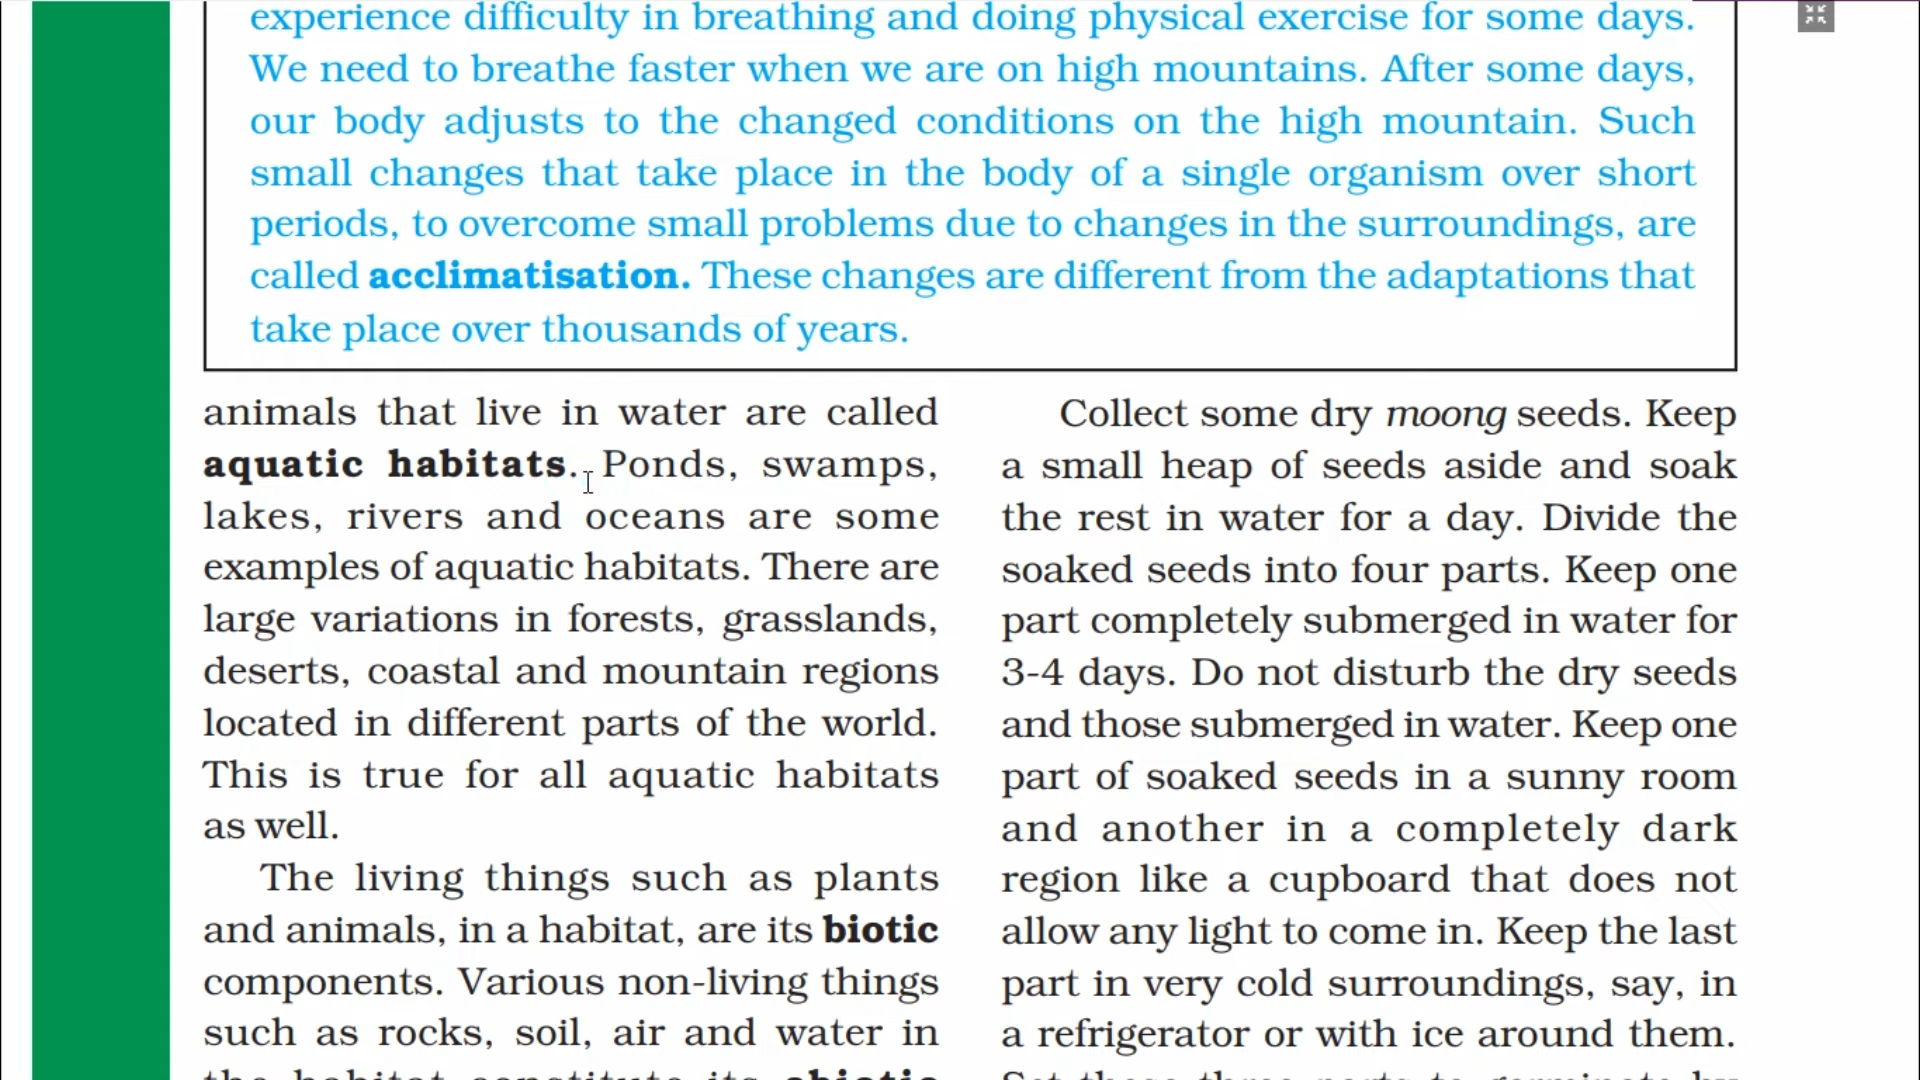 experience difficulty in breathing and doing physical exercise for some days.
We need to breathe faster when we are on high mountains. After some days,
our body adjusts to the changed conditions on the high mountain. Such
small changes that take place in the body of a single organism over short
periods, to overcome small problems due to changes in the surroundings, are
called acclimatisation. These changes are different from the adaptations that
take place over thousands of years.
animals that live in water are called
aquatic habitats. Ponds, swamps,
lakes, rivers and oceans are some
examples of aquatic habitats. There are
large variations in forests, grasslands,
deserts, coastal and mountain regions
located in different parts of the world.
This is true for all aquatic habitats
as well.
The living things such as plants
and animals, in a habitat, are its biotic
components. Various non-living things
such as rocks, soil, air and water in
the habitat constitute its abiotic
Collect some dry moong seeds. Keep
a small heap of seeds aside and soak
the rest in water for a day. Divide the
soaked seeds into four parts. Keep one
part completely submerged in water for
3-4 days. Do not disturb the dry seeds
and those submerged in water. Keep one
part of soaked seeds in a sunny room
and another in a completely dark
region like a cupboard that does not
allow any light to come in. Keep the last
part in very cold surroundings, say, in
a refrigerator or with ice around them.
Set these three parts to germinate by